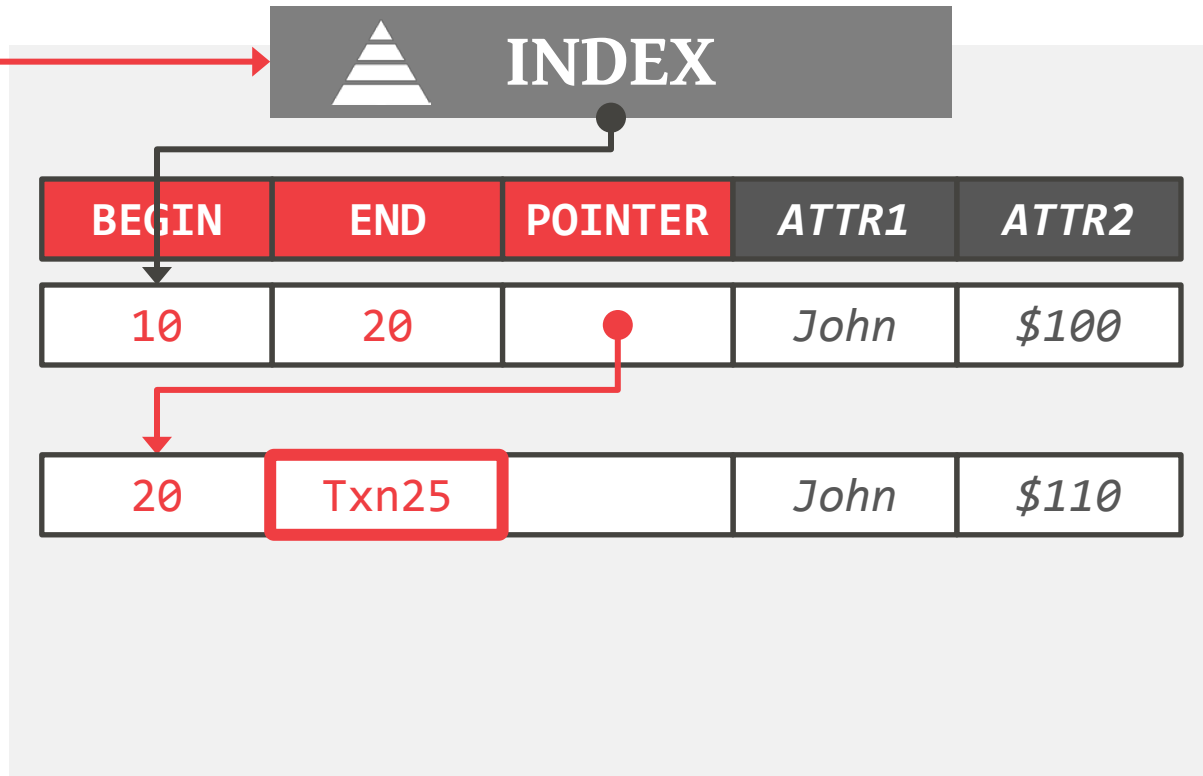 INDEX
BEGIN END POINTER ATTR1 ATTR2
10 20 John $100
20 Txn25 John $110